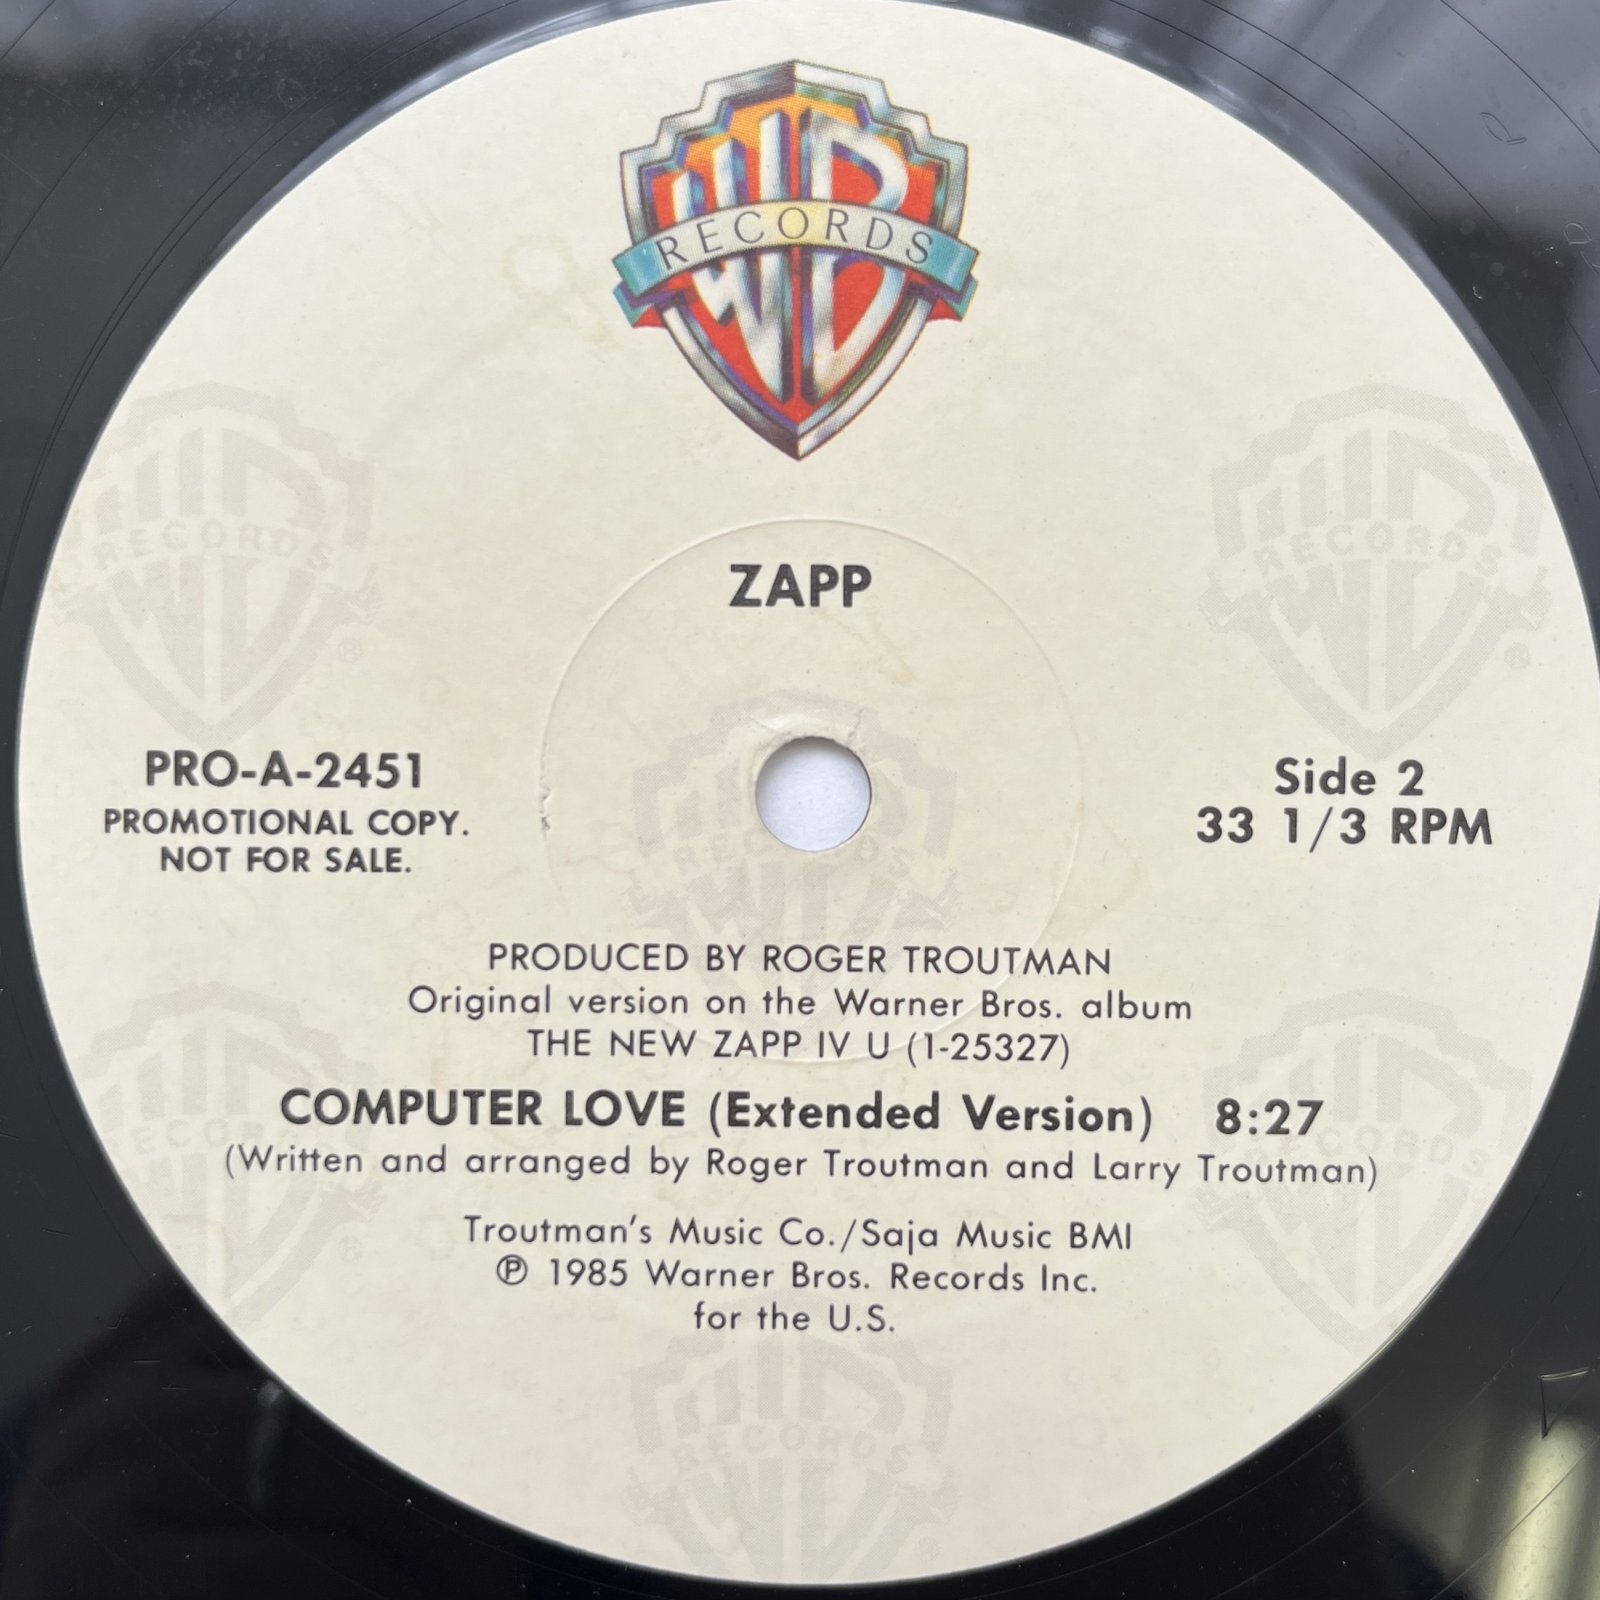 WB
RECORDS
ZAPP
PRO-A-2451
PROMOTIONAL COPY.
NOT FOR SALE.
Side 2
33 1/3 RPM
PRODUCED BY ROGER TROUTMAN
Original version on the Warner Bros. album
THE NEW ZAPP IV U (1-25327)
COMPUTER LOVE (Extended Version) 8:27
(Written and arranged by Roger Troutman and Larry Troutman)
Troutman's Music Co./Saja Music BMI
℗ 1985 Warner Bros. Records Inc.
for the U.S.